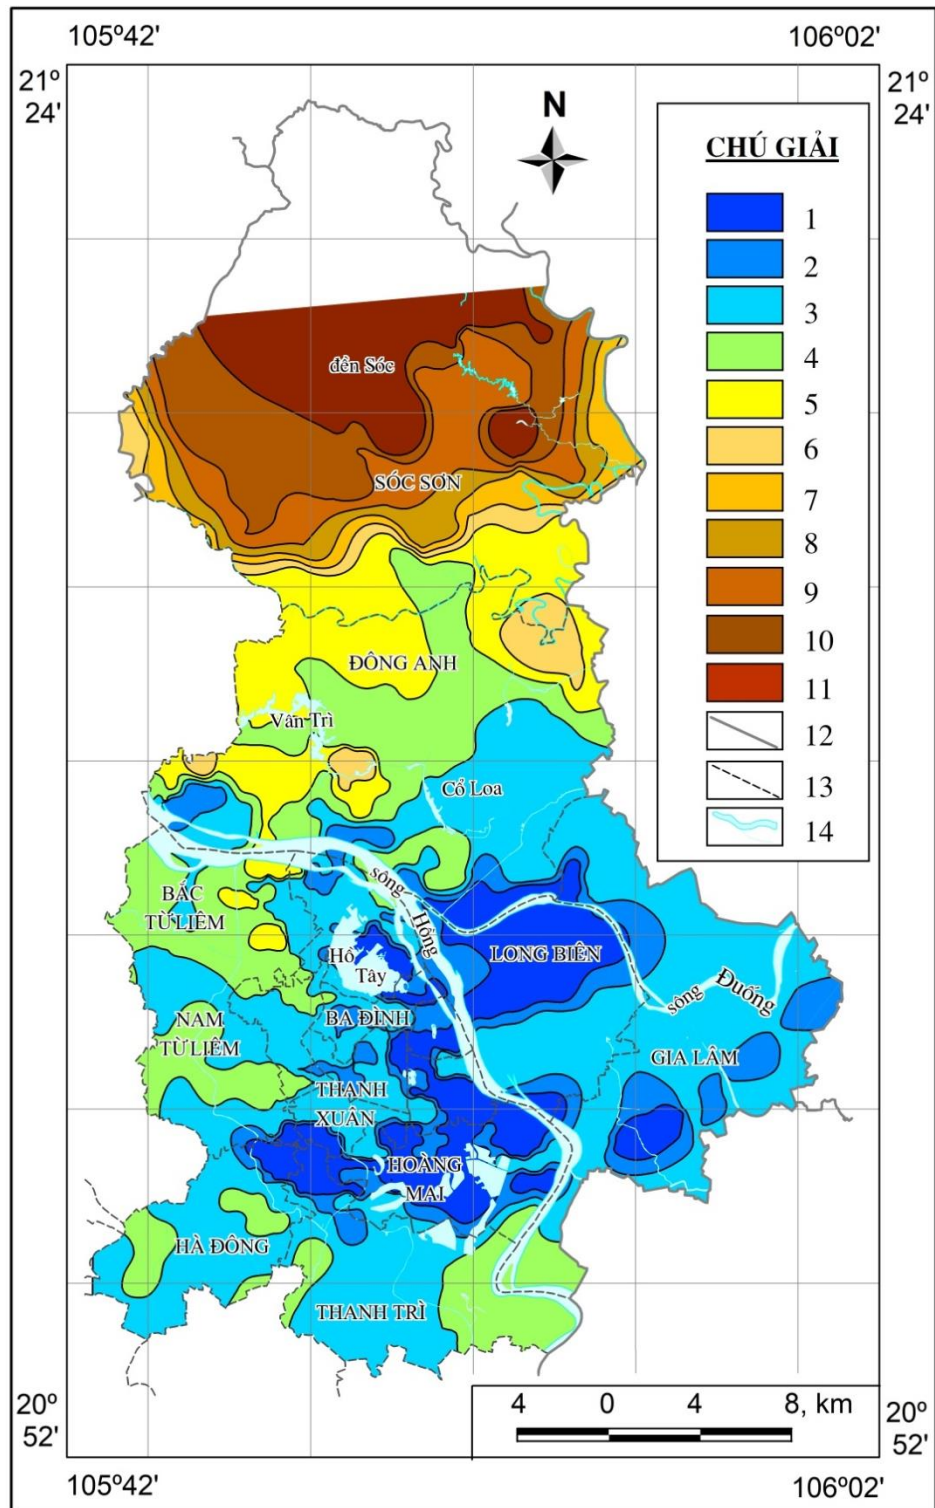 105º42'
106º02'
21º
24'
21º
24'
N
CHÚ GIẢI
1
2
3
4
5
6
7
8
9
10
11
12
13
14
đền Sóc
SÓC SƠN
ĐÔNG ANH
Vân Trì
Cổ Loa
BẮC
TỪ LIÊM
sông
Hồng
LONG BIÊN
Hồ
Tây
sông
Đuống
BA ĐÌNH
NAM
TỪ LIÊM
GIA LÂM
THANH
XUÂN
HOÀNG
MAI
HÀ ĐÔNG
THANH TRÌ
4
0
4
8, km
20º
52'
20º
52'
105º42'
106º02'